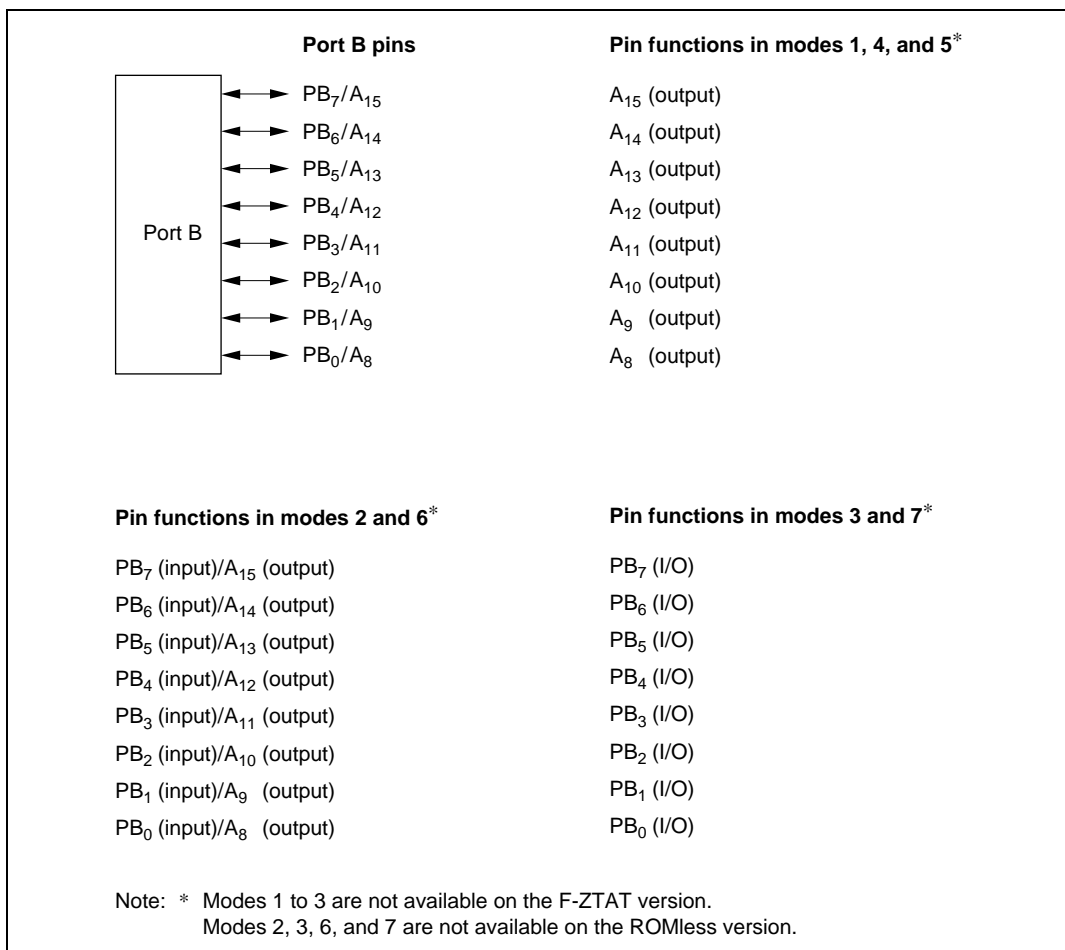 Port B pins Pin functions in modes 1, 4, and 5*
Port B
PB7/A15 A15 (output)
PB6/A14 A14 (output)
PB5/A13 A13 (output)
PB4/A12 A12 (output)
PB3/A11 A11 (output)
PB2/A10 A10 (output)
PB1/A9 A9 (output)
PB0/A8 A8 (output)
Pin functions in modes 2 and 6*
PB7 (input)/A15 (output)
PB6 (input)/A14 (output)
PB5 (input)/A13 (output)
PB4 (input)/A12 (output)
PB3 (input)/A11 (output)
PB2 (input)/A10 (output)
PB1 (input)/A9 (output)
PB0 (input)/A8 (output)
Pin functions in modes 3 and 7*
PB7 (I/O)
PB6 (I/O)
PB5 (I/O)
PB4 (I/O)
PB3 (I/O)
PB2 (I/O)
PB1 (I/O)
PB0 (I/O)
Note: * Modes 1 to 3 are not available on the F-ZTAT version.
Modes 2, 3, 6, and 7 are not available on the ROMless version.